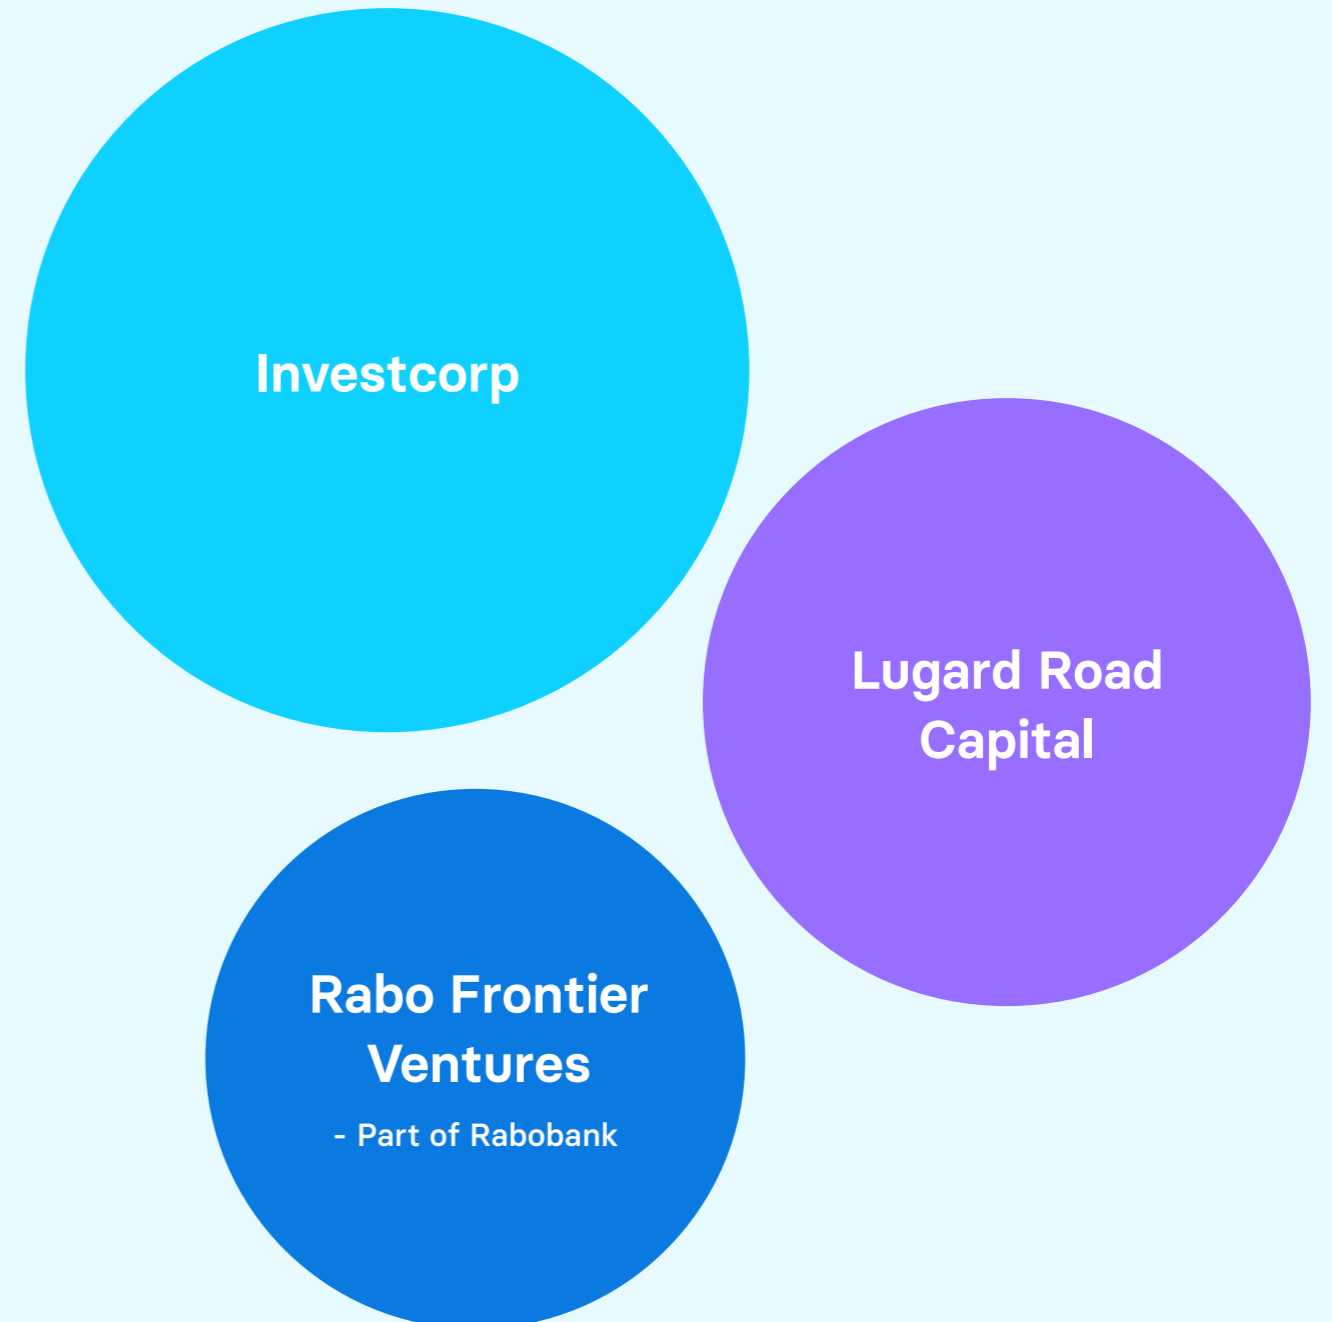 Investcorp
Lugard Road
Capital
Rabo Frontier
Ventures
- Part of Rabobank